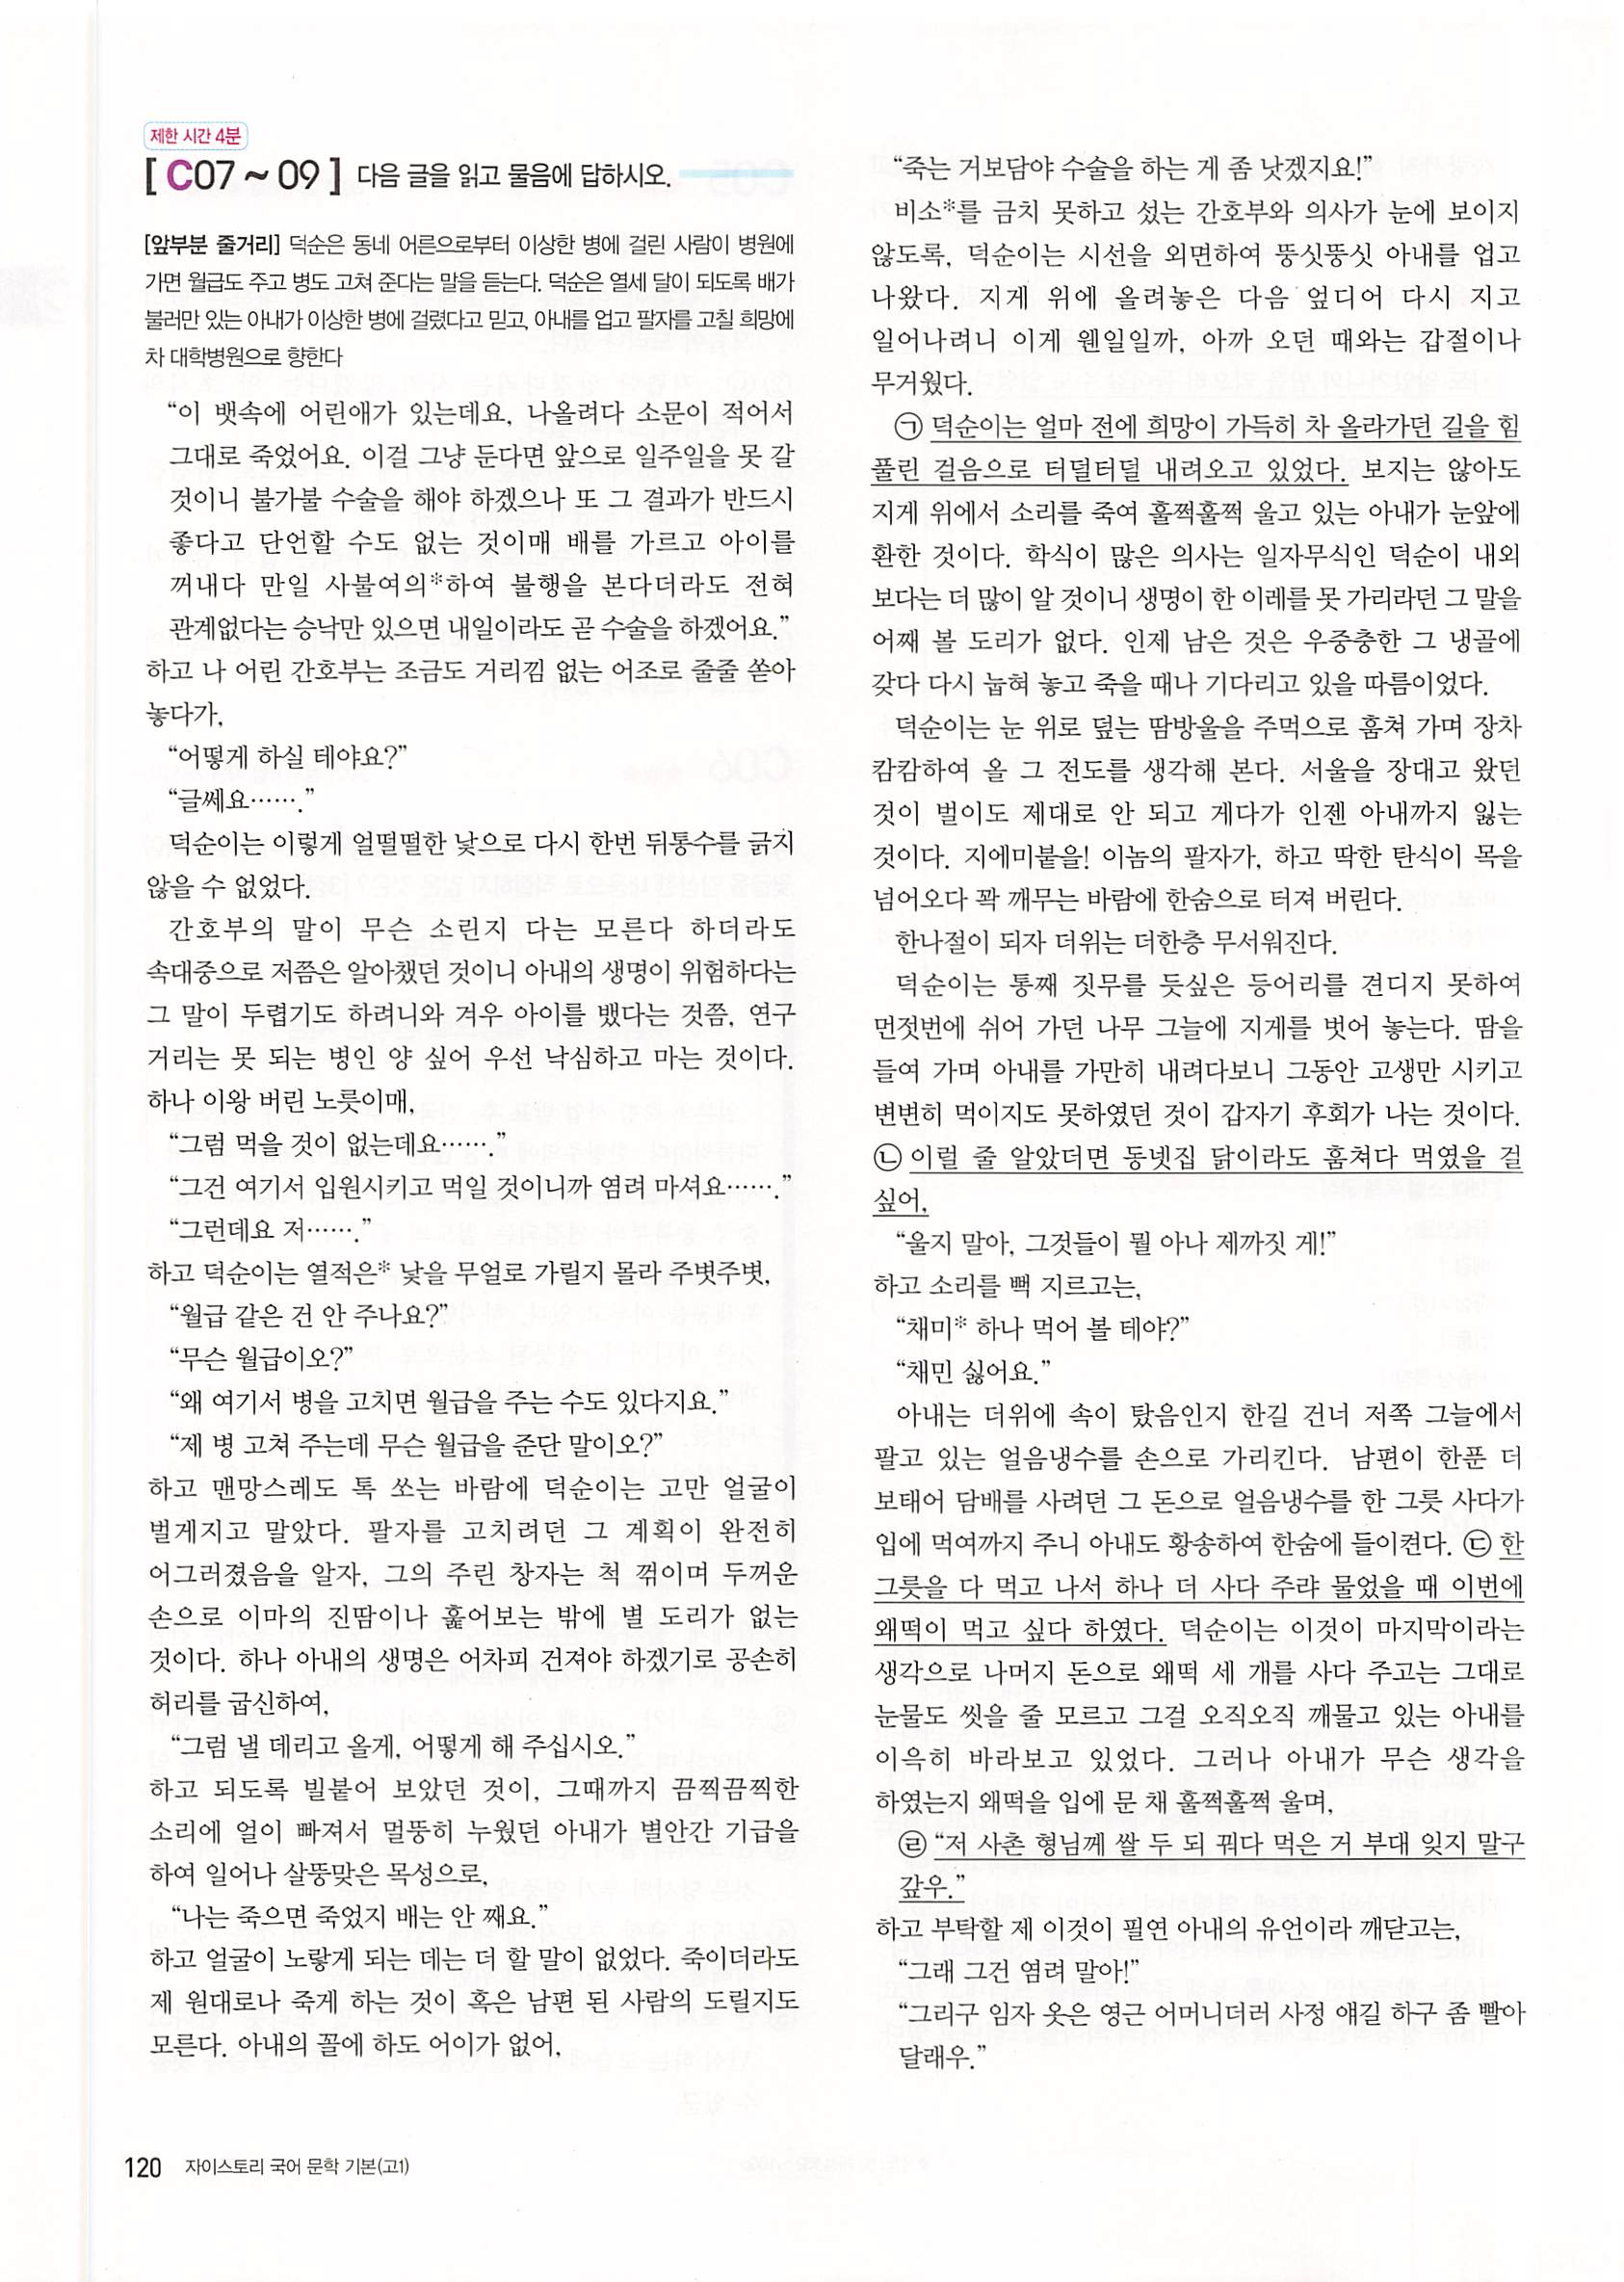 제한 시간 4분
[ C07 ~ 09 ] 다음 글을 읽고 물음에 답하시오.
[앞부분 줄거리] 덕순은 동네 어른으로부터 이상한 병에 걸린 사람이 병원에
가면 월급도 주고 병도 고쳐 준다는 말을 듣는다. 덕순은 열세 달이 되도록 배가
불러만 있는 아내가 이상한 병에 걸렸다고 믿고, 아내를 업고 팔자를 고칠 희망에
차 대학병원으로 향한다
“이 뱃속에 어린애가 있는데요, 나올려다 소문이 적어서
그대로 죽었어요. 이걸 그냥 둔다면 앞으로 일주일을 못 갈
것이니 불가불 수술을 해야 하겠으나 또 그 결과가 반드시
좋다고 단언할 수도 없는 것이매 배를 가르고 아이를
꺼내다 만일 사불여의*하여 불행을 본다더라도 전혀
관계없다는 승낙만 있으면 내일이라도 곧 수술을 하겠어요.”
하고 나 어린 간호부는 조금도 거리낌 없는 어조로 줄줄 쏟아
놓다가,
“어떻게 하실 테야요?”
“글쎄요…….”
덕순이는 이렇게 얼떨떨한 낯으로 다시 한번 뒤통수를 긁지
않을 수 없었다.
간호부의 말이 무슨 소린지 다는 모른다 하더라도
속대중으로 저쯤은 알아챘던 것이니 아내의 생명이 위험하다는
그 말이 두렵기도 하려니와 겨우 아이를 뱄다는 것쯤, 연구
거리는 못 되는 병인 양 싶어 우선 낙심하고 마는 것이다.
하나 이왕 버린 노릇이매,
“그럼 먹을 것이 없는데요…….”
“그건 여기서 입원시키고 먹일 것이니까 염려 마셔요…….”
“그런데요 저…….”
하고 덕순이는 열적은* 낯을 무얼로 가릴지 몰라 주볏주볏,
“월급 같은 건 안 주나요?”
“무슨 월급이오?”
“왜 여기서 병을 고치면 월급을 주는 수도 있다지요.”
“제 병 고쳐 주는데 무슨 월급을 준단 말이오?”
하고 맨망스레도 톡 쏘는 바람에 덕순이는 고만 얼굴이
벌게지고 말았다. 팔자를 고치려던 그 계획이 완전히
어그러졌음을 알자, 그의 주린 창자는 척 꺾이며 두꺼운
손으로 이마의 진땀이나 훑어보는 밖에 별 도리가 없는
것이다. 하나 아내의 생명은 어차피 건져야 하겠기로 공손히
허리를 굽신하여,
“그럼 낼 데리고 올게, 어떻게 해 주십시오.”
하고 되도록 빌붙어 보았던 것이, 그때까지 끔찍끔찍한
소리에 얼이 빠져서 멀뚱히 누웠던 아내가 별안간 기급을
하여 일어나 살뚱맞은 목성으로,
“나는 죽으면 죽었지 배는 안 째요.”
하고 얼굴이 노랗게 되는 데는 더 할 말이 없었다. 죽이더라도
제 원대로나 죽게 하는 것이 혹은 남편 된 사람의 도릴지도
모른다. 아내의 꼴에 하도 어이가 없어,
“죽는 거보담야 수술을 하는 게 좀 낫겠지요!”
비소*를 금치 못하고 섰는 간호부와 의사가 눈에 보이지
않도록, 덕순이는 시선을 외면하여 뚱싯뚱싯 아내를 업고
나왔다. 지게 위에 올려놓은 다음 엎디어 다시 지고
일어나려니 이게 웬일일까, 아까 오던 때와는 갑절이나
무거웠다.
㉠ 덕순이는 얼마 전에 희망이 가득히 차 올라가던 길을 힘
풀린 걸음으로 터덜터덜 내려오고 있었다. 보지는 않아도
지게 위에서 소리를 죽여 훌쩍훌쩍 울고 있는 아내가 눈앞에
환한 것이다. 학식이 많은 의사는 일자무식인 덕순이 내외
보다는 더 많이 알 것이니 생명이 한 이레를 못 가리라던 그 말을
어째 볼 도리가 없다. 인제 남은 것은 우중충한 그 냉골에
갖다 다시 눕혀 놓고 죽을 때나 기다리고 있을 따름이었다.
덕순이는 눈 위로 덮는 땀방울을 주먹으로 훔쳐 가며 장차
캄캄하여 올 그 전도를 생각해 본다. 서울을 장대고 왔던
것이 벌이도 제대로 안 되고 게다가 인젠 아내까지 잃는
것이다. 지에미붙을! 이놈의 팔자가, 하고 딱한 탄식이 목을
넘어오다 꽉 깨무는 바람에 한숨으로 터져 버린다.
한나절이 되자 더위는 더한층 무서워진다.
덕순이는 통째 짓무를 듯싶은 등어리를 견디지 못하여
먼젓번에 쉬어 가던 나무 그늘에 지게를 벗어 놓는다. 땀을
들여 가며 아내를 가만히 내려다보니 그동안 고생만 시키고
변변히 먹이지도 못하였던 것이 갑자기 후회가 나는 것이다.
㉡ 이럴 줄 알았더면 동넷집 닭이라도 훔쳐다 먹였을 걸
싶어,
“울지 말아, 그것들이 뭘 아나 제까짓 게!”
하고 소리를 빽 지르고는,
“채미* 하나 먹어 볼 테야?”
“채민 싫어요.”
아내는 더위에 속이 탔음인지 한길 건너 저쪽 그늘에서
팔고 있는 얼음냉수를 손으로 가리킨다. 남편이 한푼 더
보태어 담배를 사려던 그 돈으로 얼음냉수를 한 그릇 사다가
입에 먹여까지 주니 아내도 황송하여 한숨에 들이켠다. ㉢ 한
그릇을 다 먹고 나서 하나 더 사다 주랴 물었을 때 이번에
왜떡이 먹고 싶다 하였다. 덕순이는 이것이 마지막이라는
생각으로 나머지 돈으로 왜떡 세 개를 사다 주고는 그대로
눈물도 씻을 줄 모르고 그걸 오직오직 깨물고 있는 아내를
이윽히 바라보고 있었다. 그러나 아내가 무슨 생각을
하였는지 왜떡을 입에 문 채 훌쩍훌쩍 울며,
㉣ “저 사촌 형님께 쌀 두 되 꿔다 먹은 거 부대 잊지 말구
갚우.”
하고 부탁할 제 이것이 필연 아내의 유언이라 깨닫고는,
“그래 그건 염려 말아!”
“그리구 임자 옷은 영근 어머니더러 사정 얘길 하구 좀 빨아
달래우.”
120 자이스토리 국어 문학 기본(고1)